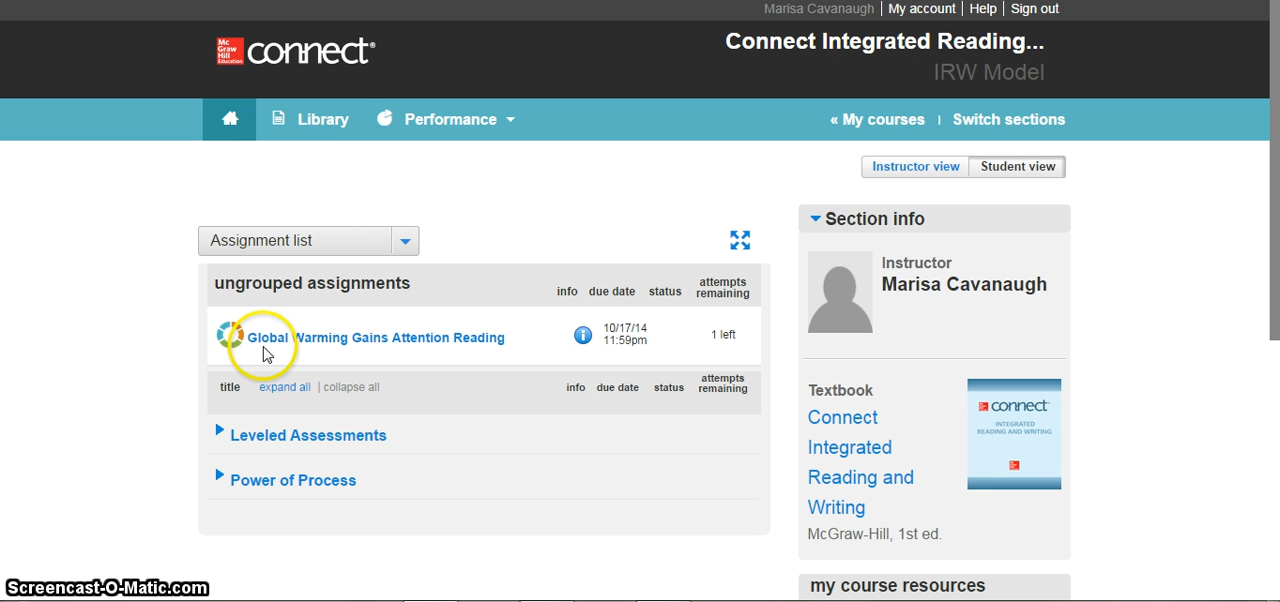 Marisa Cavanaugh | My account | Help | Sign out
Mc Graw Hill Education connect®
Connect Integrated Reading...
IRW Model
Library Performance « My courses | Switch sections
Instructor view Student view
Assignment list
Section info
ungrouped assignments info due date status attempts remaining
Instructor
Marisa Cavanaugh
Global Warming Gains Attention Reading i 10/17/14 11:59pm 1 left
title expand all | collapse all info due date status attempts remaining
Leveled Assessments
Power of Process
Textbook
Connect
Integrated
Reading and
Writing
McGraw-Hill, 1st ed.
connect
INTEGRATED
READING AND WRITING
my course resources
Screencast-O-Matic.com